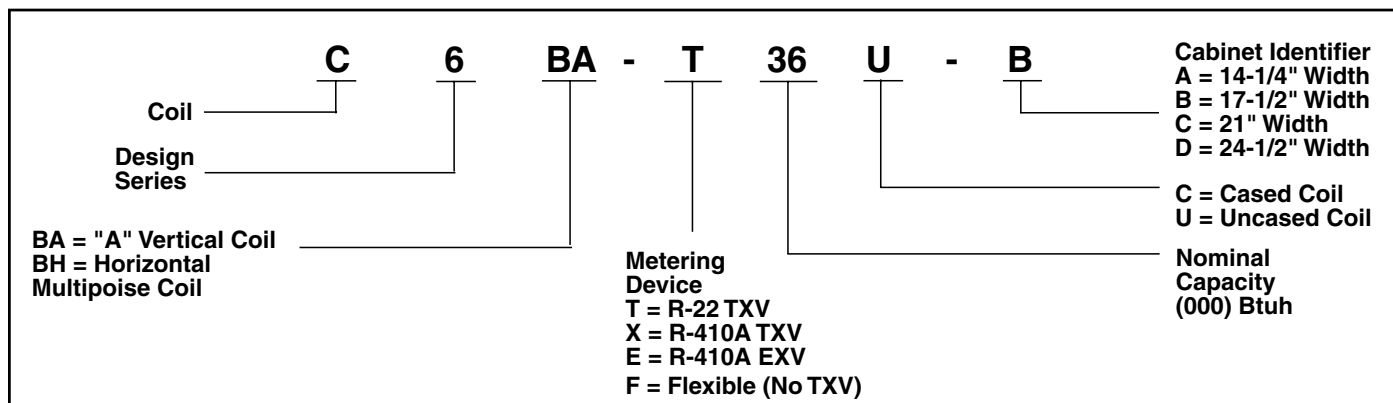 C 6 BA - T 36 U - B
Coil
Design
Series
BA = "A" Vertical Coil
BH = Horizontal
Multipoise Coil
Metering
Device
T = R-22 TXV
X = R-410A TXV
E = R-410A EXV
F = Flexible (No TXV)
Cabinet Identifier
A = 14-1/4" Width
B = 17-1/2" Width
C = 21" Width
D = 24-1/2" Width
C = Cased Coil
U = Uncased Coil
Nominal
Capacity
(000) Btuh